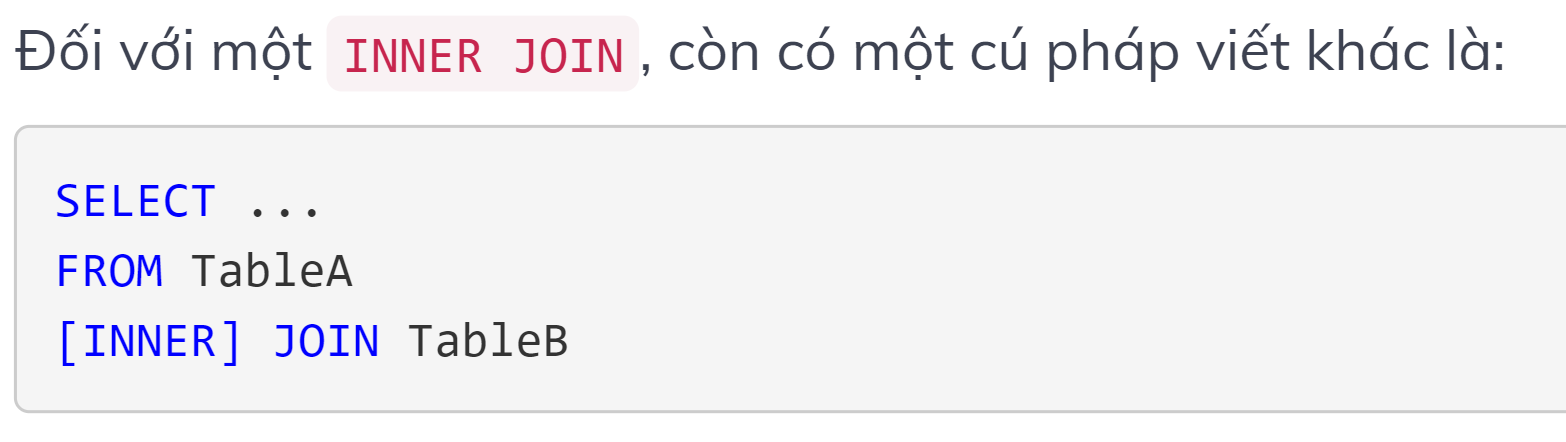 Đối với một INNER JOIN, còn có một cú pháp viết khác là:
SELECT ...
FROM TableA
[INNER] JOIN TableB